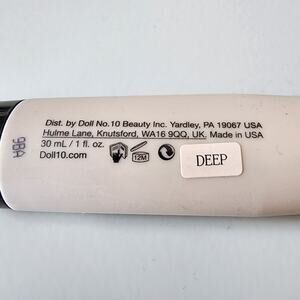 Dist. by Doll No.10 Beauty Inc. Yardley, PA 19067 USA
Hulme Lane, Knutsford, WA16 9QQ, UK. Made in USA
30 mL / 1 fl. oz.
Doll10.com
12M
DEEP
9BA